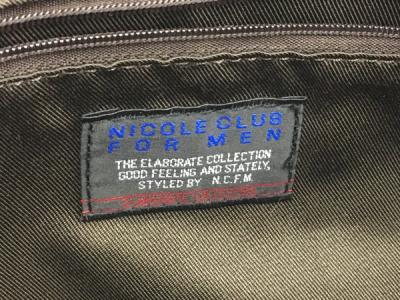 NICOLE CLUB
FOR MEN
THE ELABORATE COLLECTION
GOOD FEELING AND STATELY,
STYLED BY N.C.F.M.